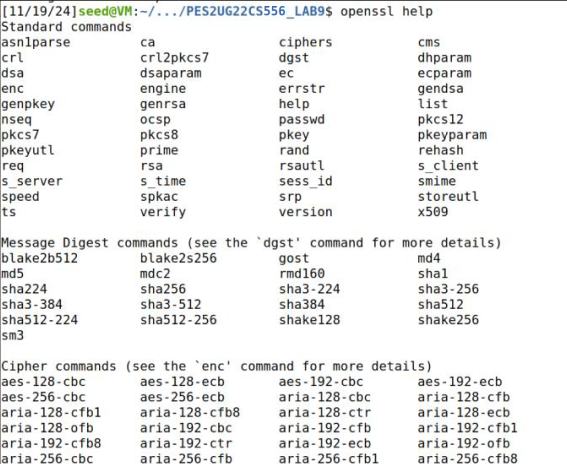 [11/19/24]seed@VM:~/.../PES2UG22CS556_LAB9$ openssl help
Standard commands
asn1parse ca ciphers cms
crl crl2pkcs7 dgst dhparam
dsa dsaparam ec ecparam
enc engine errstr gendsa
genpkey genrsa help list
nseq ocsp passwd pkcs12
pkcs7 pkcs8 pkey pkeyparam
pkeyutl prime rand rehash
req rsa rsautl s_client
s_server s_time sess_id smime
speed spkac srp storeutl
ts verify version x509
Message Digest commands (see the `dgst' command for more details)
blake2b512 blake2s256 gost md4
md5 mdc2 rmd160 sha1
sha224 sha256 sha3-224 sha3-256
sha3-384 sha3-512 sha384 sha512
sha512-224 sha512-256 shake128 shake256
sm3
Cipher commands (see the `enc' command for more details)
aes-128-cbc aes-128-ecb aes-192-cbc aes-192-ecb
aes-256-cbc aes-256-ecb aria-128-cbc aria-128-cfb
aria-128-cfb1 aria-128-cfb8 aria-128-ctr aria-128-ecb
aria-128-ofb aria-192-cbc aria-192-cfb aria-192-cfb1
aria-192-cfb8 aria-192-ctr aria-192-ecb aria-192-ofb
aria-256-cbc aria-256-cfb aria-256-cfb1 aria-256-cfb8